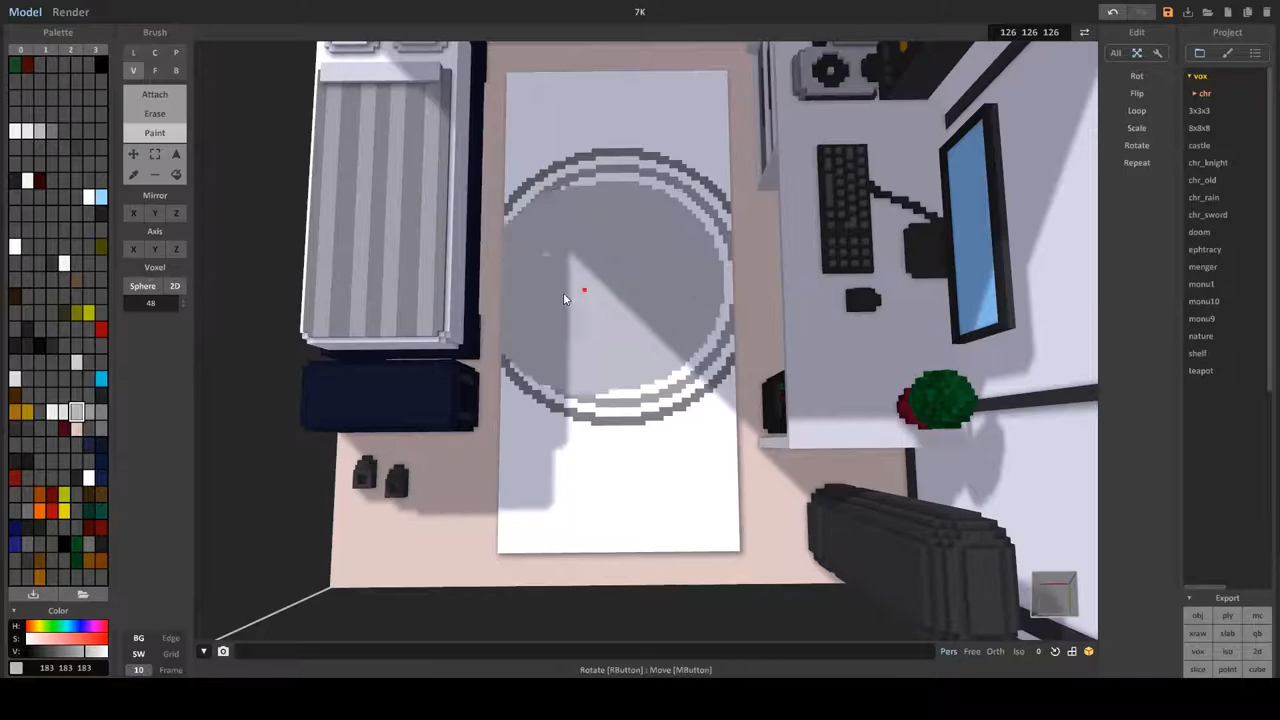 Model Render
7K
Palette
0 1 2 3
Brush
L C P
V F B
Attach
Erase
Paint
Mirror
X Y Z
Axis
X Y Z
Voxel
Sphere 2D
48
126 126 126
Edit
All
Rot
Flip
Loop
Scale
Rotate
Repeat
Project
vox
chr
3x3x3
8x8x8
castle
chr_knight
chr_old
chr_rain
chr_sword
doom
ephtracy
menger
monu1
monu10
monu9
nature
shelf
teapot
Export
obj ply mc
xraw slab qb
vox iso 2d
slice point cube
Color
H:
S:
V:
183 183 183
BG Edge
SW Grid
10 Frame
Pers Free Orth Iso 0
Rotate [RButton] : Move [MButton]